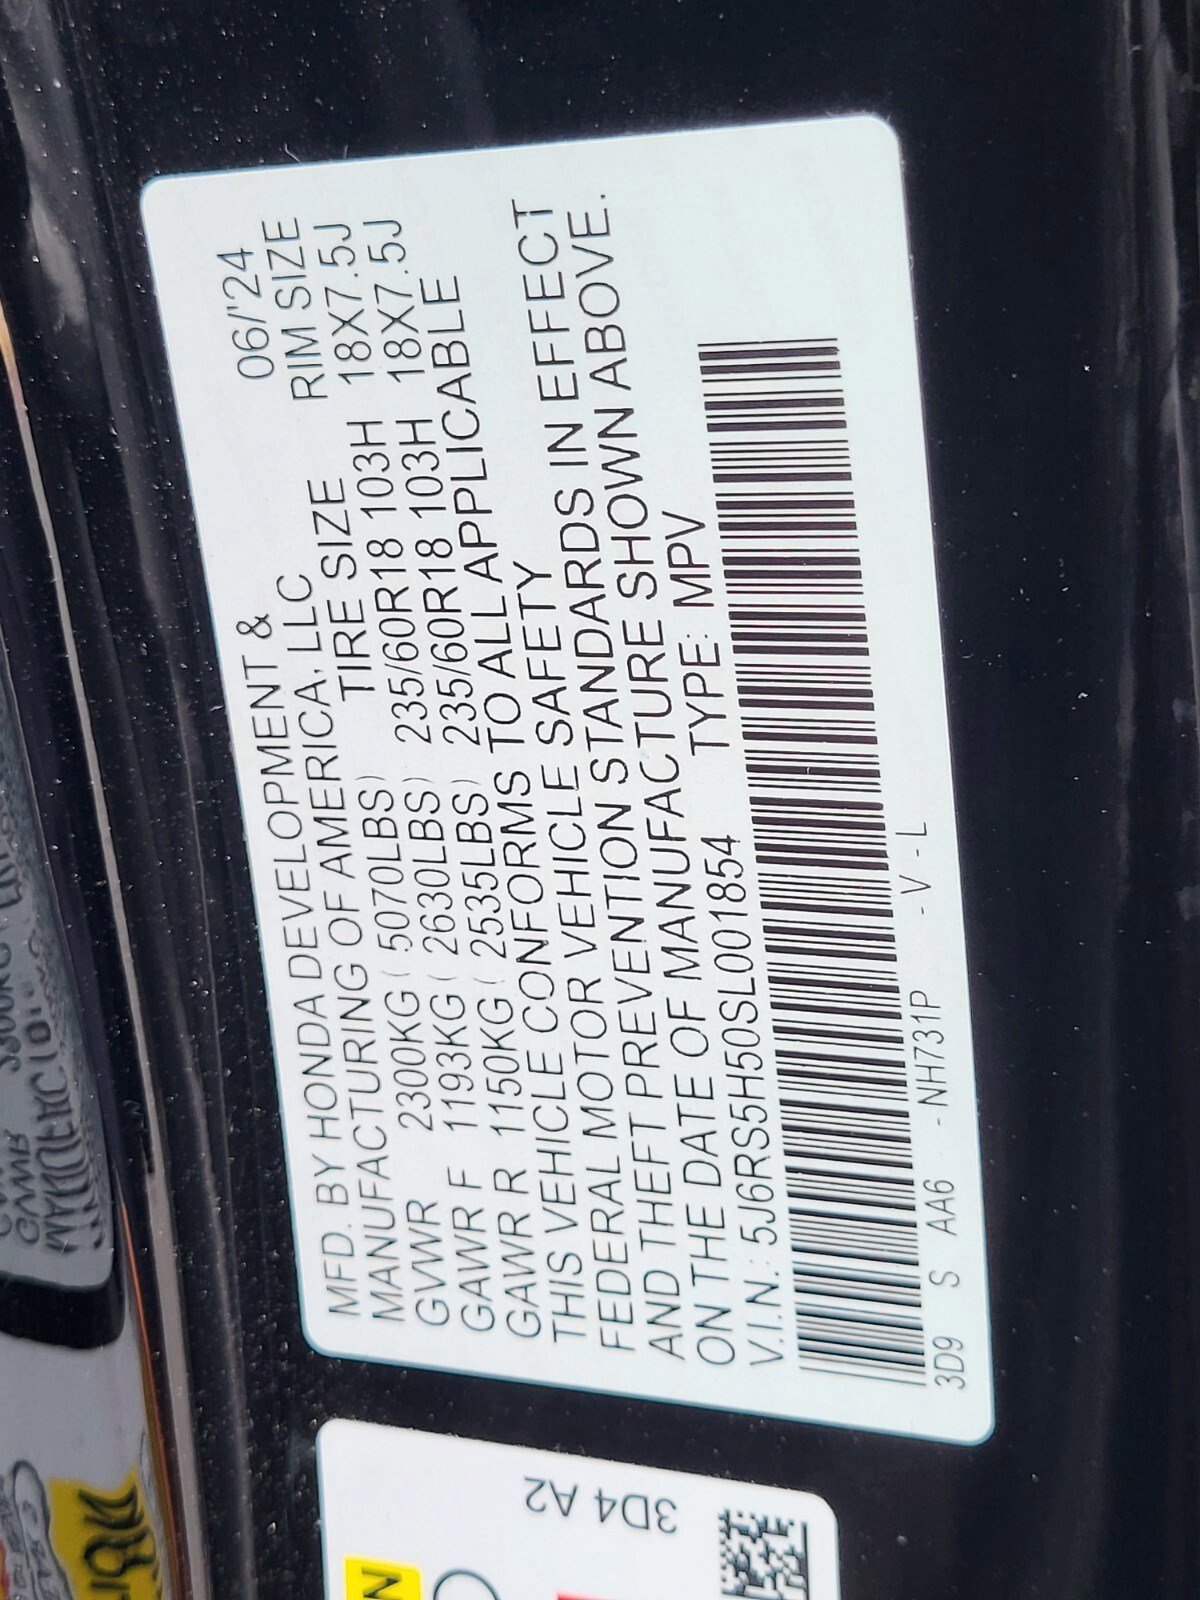 MFD. BY HONDA DEVELOPMENT & 06/'24
MANUFACTURING OF AMERICA, LLC
TIRE SIZE RIM SIZE
GVWR 2300KG ( 5070LBS)
GAWR F 1193KG ( 2630LBS) 235/60R18 103H 18X7.5J
GAWR R 1150KG ( 2535LBS) 235/60R18 103H 18X7.5J
THIS VEHICLE CONFORMS TO ALL APPLICABLE
FEDERAL MOTOR VEHICLE SAFETY
AND THEFT PREVENTION STANDARDS IN EFFECT
ON THE DATE OF MANUFACTURE SHOWN ABOVE.
V.I.N.: 5J6RS5H50SL001854 TYPE: MPV
3D9 S AA6 - NH731P - V - L
3D4 A2